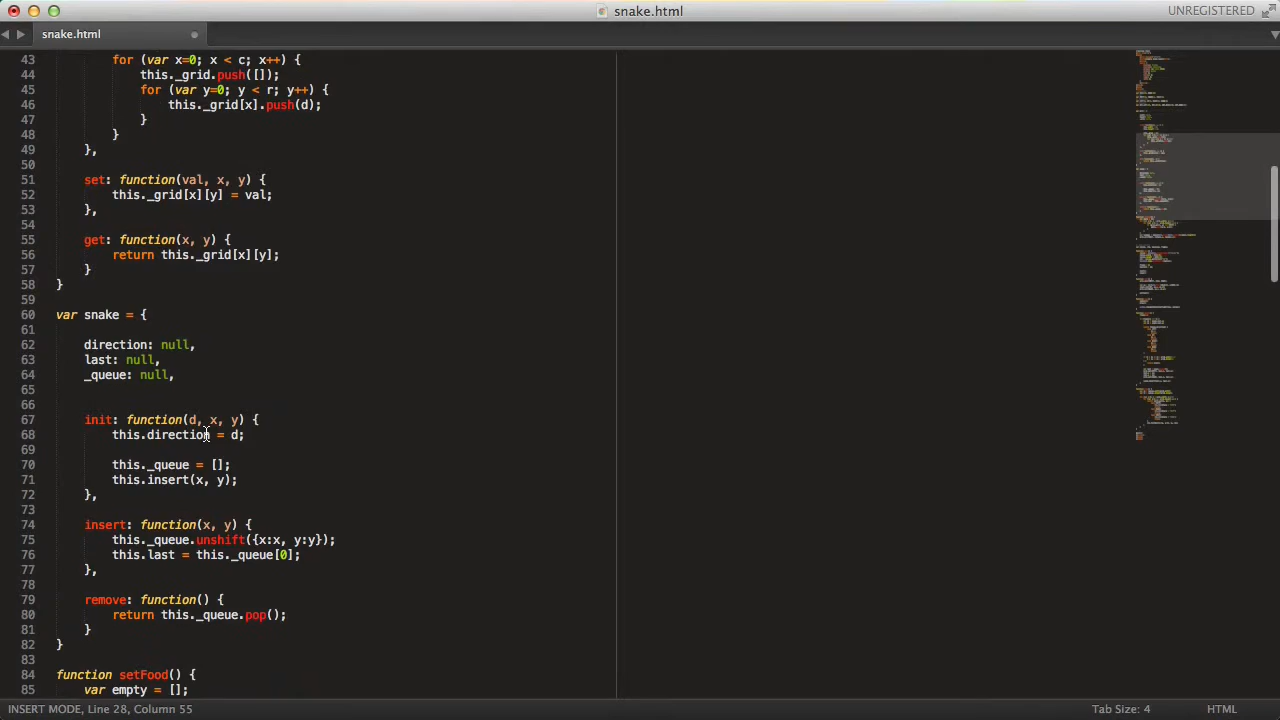 snake.html
UNREGISTERED
snake.html
43 for (var x=0; x < c; x++) {
44 this._grid.push([]);
45 for (var y=0; y < r; y++) {
46 this._grid[x].push(d);
47 }
48 }
49 },
50
51 set: function(val, x, y) {
52 this._grid[x][y] = val;
53 },
54
55 get: function(x, y) {
56 return this._grid[x][y];
57 }
58 }
59
60 var snake = {
61
62 direction: null,
63 last: null,
64 _queue: null,
65
66
67 init: function(d, x, y) {
68 this.direction = d;
69
70 this._queue = [];
71 this.insert(x, y);
72 },
73
74 insert: function(x, y) {
75 this._queue.unshift({x:x, y:y});
76 this.last = this._queue[0];
77 },
78
79 remove: function() {
80 return this._queue.pop();
81 }
82 }
83
84 function setFood() {
85 var empty = [];
INSERT MODE, Line 28, Column 55
Tab Size: 4
HTML